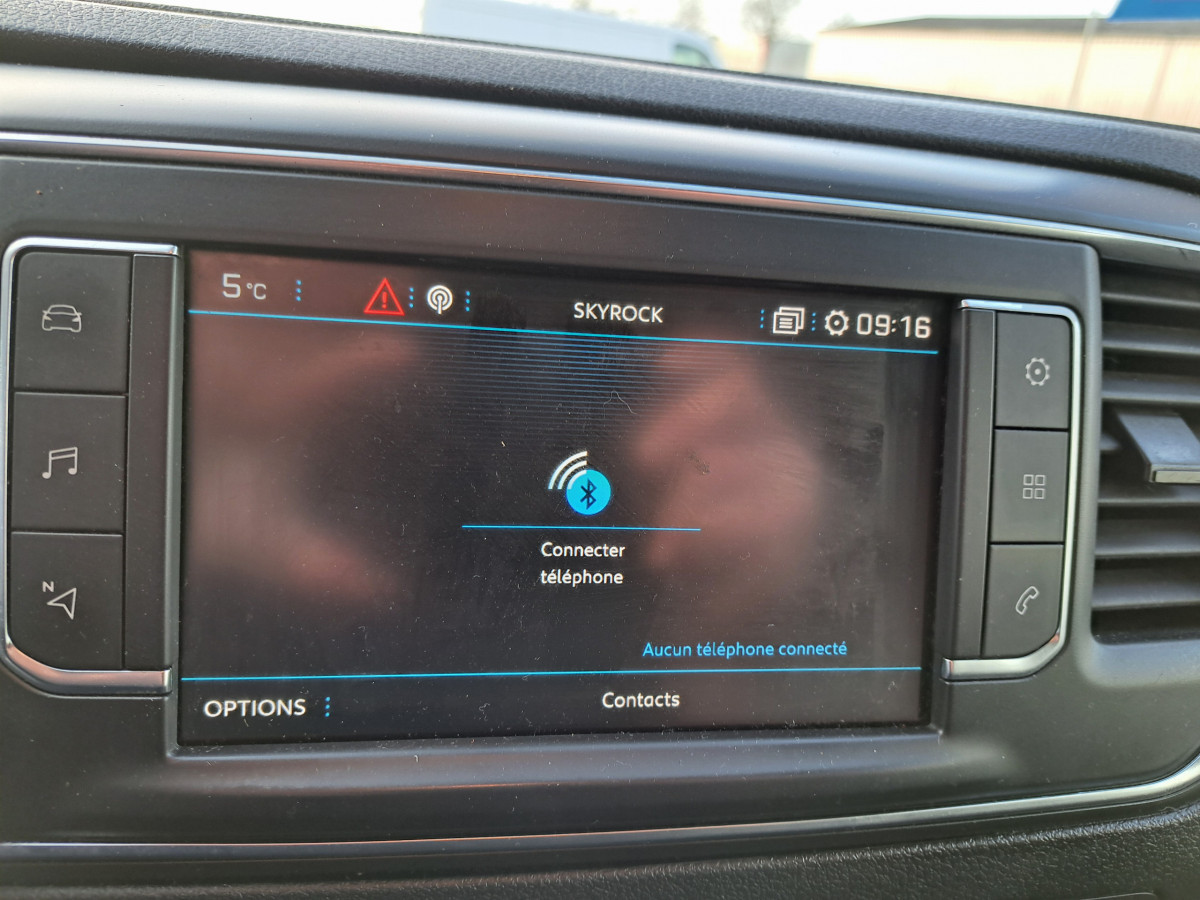 5°C
SKYROCK
09:16
Connecter
téléphone
Aucun téléphone connecté
OPTIONS
Contacts
N